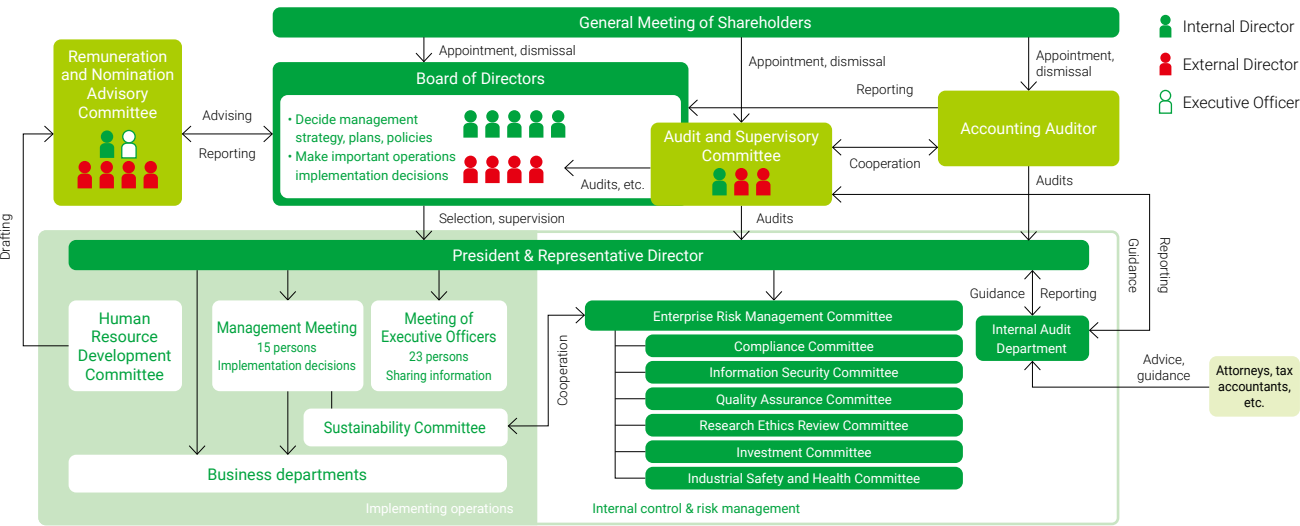 General Meeting of Shareholders
Internal Director
External Director
Executive Officer
Remuneration
and Nomination
Advisory
Committee
Appointment, dismissal
Appointment, dismissal
Appointment,
dismissal
Board of Directors
• Decide management
strategy, plans, policies
• Make important operations
implementation decisions
Advising
Reporting
Reporting
Audit and Supervisory
Committee
Accounting Auditor
Cooperation
Audits, etc.
Audits
Selection, supervision
Audits
Drafting
Guidance
Reporting
President & Representative Director
Human
Resource
Development
Committee
Management Meeting
15 persons
Implementation decisions
Meeting of
Executive Officers
23 persons
Sharing information
Sustainability Committee
Business departments
Implementing operations
Cooperation
Enterprise Risk Management Committee
Compliance Committee
Information Security Committee
Quality Assurance Committee
Research Ethics Review Committee
Investment Committee
Industrial Safety and Health Committee
Internal control & risk management
Guidance
Reporting
Internal Audit
Department
Advice,
guidance
Attorneys, tax
accountants,
etc.